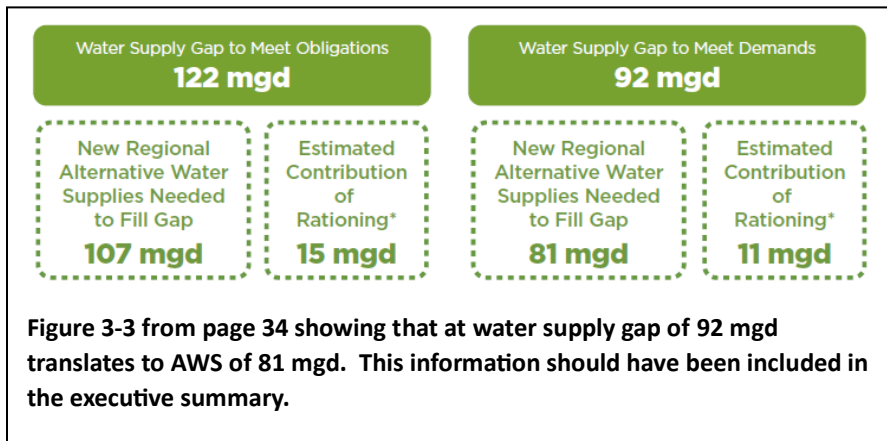 Water Supply Gap to Meet Obligations
122 mgd
Water Supply Gap to Meet Demands
92 mgd
New Regional
Alternative Water
Supplies Needed
to Fill Gap
107 mgd
Estimated
Contribution
of
Rationing*
15 mgd
New Regional
Alternative Water
Supplies Needed
to Fill Gap
81 mgd
Estimated
Contribution
of
Rationing*
11 mgd
Figure 3-3 from page 34 showing that at water supply gap of 92 mgd
translates to AWS of 81 mgd.  This information should have been included in
the executive summary.